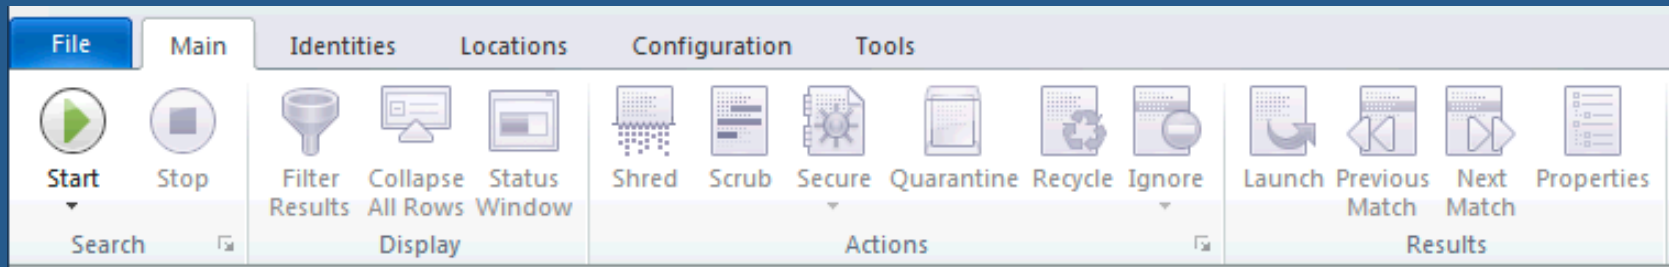 File Main Identities Locations Configuration Tools
Start Stop Filter Collapse Status Shred Scrub Secure Quarantine Recycle Ignore Launch Previous Next Properties
Results All Rows Window Match Match
Search Display Actions Results